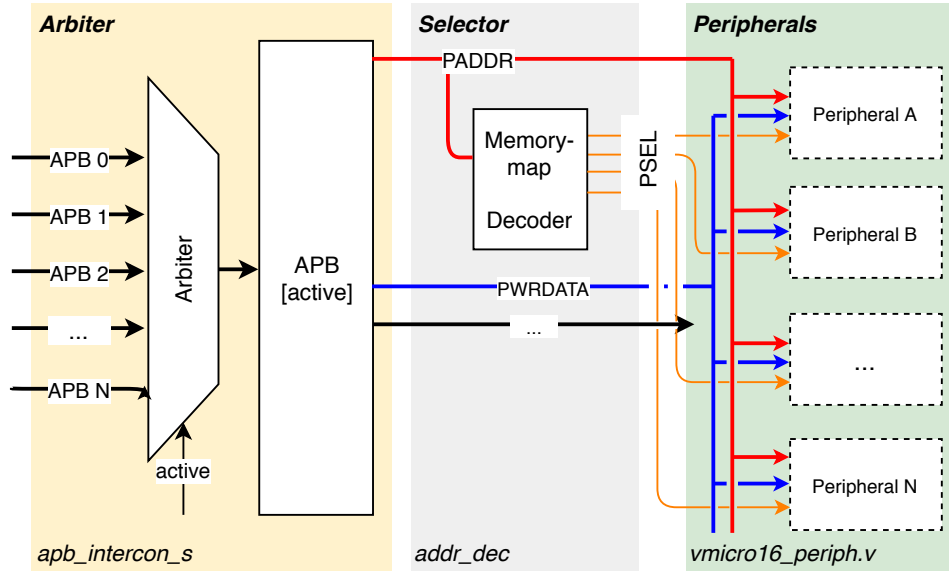 Arbiter
Selector
Peripherals
PADDR
Peripheral A
Memory-
map
Decoder
PSEL
APB 0
APB 1
APB 2
...
APB N
Arbiter
active
APB
[active]
PWRDATA
...
Peripheral B
...
Peripheral N
apb_intercon_s
addr_dec
vmicro16_periph.v